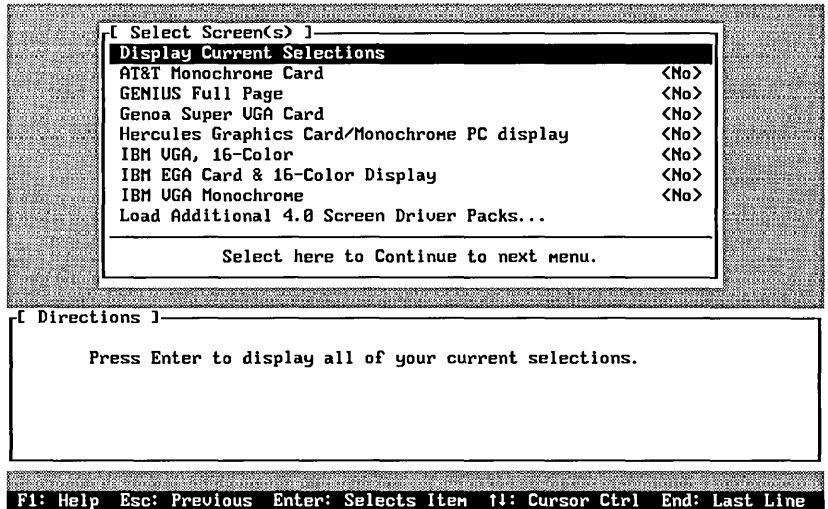 [ Select Screen(s) ]
Display Current Selections
AT&T Monochrome Card <No>
GENIUS Full Page <No>
Genoa Super VGA Card <No>
Hercules Graphics Card/Monochrome PC display <No>
IBM VGA, 16-Color <No>
IBM EGA Card & 16-Color Display <No>
IBM VGA Monochrome <No>
Load Additional 4.0 Screen Driver Packs...
Select here to Continue to next menu.
[ Directions ]
Press Enter to display all of your current selections.
F1: Help Esc: Previous Enter: Selects Item ↑↓: Cursor Ctrl End: Last Line